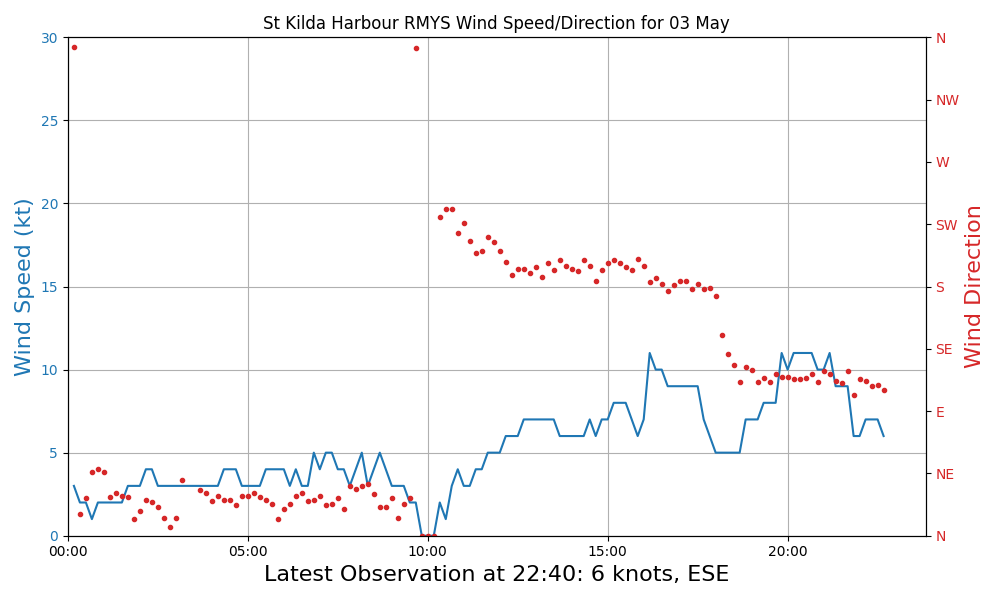 St Kilda Harbour RMYS Wind Speed/Direction for 03 May
30
25
20
15
10
5
0
Wind Speed (kt)
N
NW
W
SW
S
SE
E
NE
N
Wind Direction
00:00
05:00
10:00
15:00
20:00
Latest Observation at 22:40: 6 knots, ESE